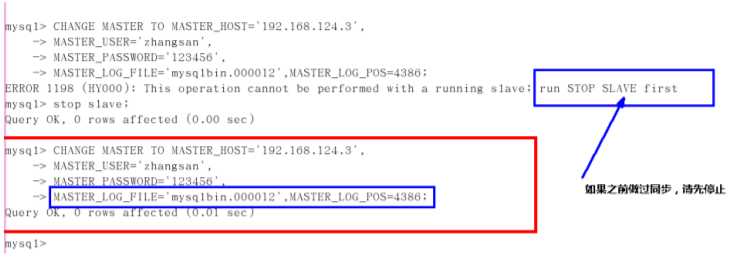 mysql> CHANGE MASTER TO MASTER_HOST='192.168.124.3',
-> MASTER_USER='zhangsan',
-> MASTER_PASSWORD='123456',
-> MASTER_LOG_FILE='mysqlbin.000012',MASTER_LOG_POS=4386;
ERROR 1198 (HY000): This operation cannot be performed with a running slave; run STOP SLAVE first
mysql> stop slave;
Query OK, 0 rows affected (0.00 sec)
mysql> CHANGE MASTER TO MASTER_HOST='192.168.124.3',
-> MASTER_USER='zhangsan',
-> MASTER_PASSWORD='123456',
-> MASTER_LOG_FILE='mysqlbin.000012',MASTER_LOG_POS=4386;
Query OK, 0 rows affected (0.01 sec)
mysql>
如果之前做过同步，请先停止